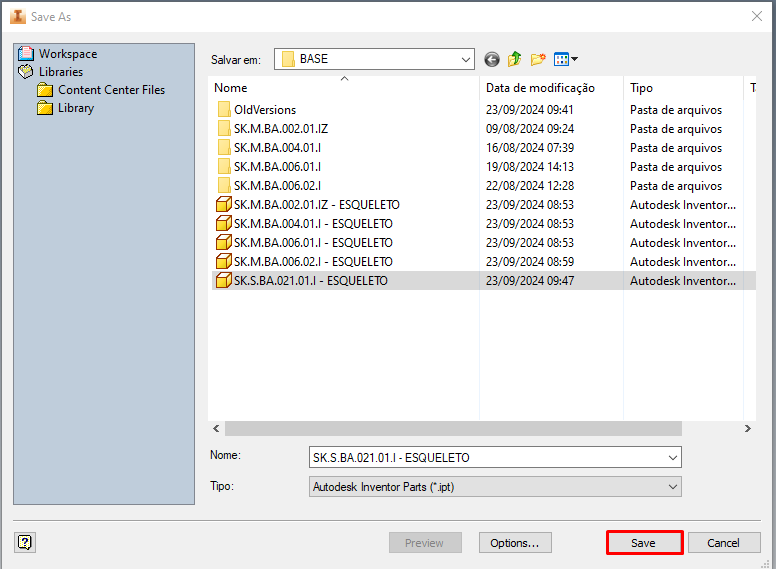 Save As
Workspace
Libraries
Content Center Files
Library
Salvar em: BASE
Nome Data de modificação Tipo T
OldVersions 23/09/2024 09:41 Pasta de arquivos
SK.M.BA.002.01.IZ 09/08/2024 09:24 Pasta de arquivos
SK.M.BA.004.01.I 16/08/2024 07:39 Pasta de arquivos
SK.M.BA.006.01.I 19/08/2024 14:13 Pasta de arquivos
SK.M.BA.006.02.I 22/08/2024 12:28 Pasta de arquivos
SK.M.BA.002.01.IZ - ESQUELETO 23/09/2024 08:53 Autodesk Inventor...
SK.M.BA.004.01.I - ESQUELETO 23/09/2024 08:53 Autodesk Inventor...
SK.M.BA.006.01.I - ESQUELETO 23/09/2024 08:53 Autodesk Inventor...
SK.M.BA.006.02.I - ESQUELETO 23/09/2024 08:59 Autodesk Inventor...
SK.S.BA.021.01.I - ESQUELETO 23/09/2024 09:47 Autodesk Inventor...
Nome: SK.S.BA.021.01.I - ESQUELETO
Tipo: Autodesk Inventor Parts (*.ipt)
Preview Options... Save Cancel